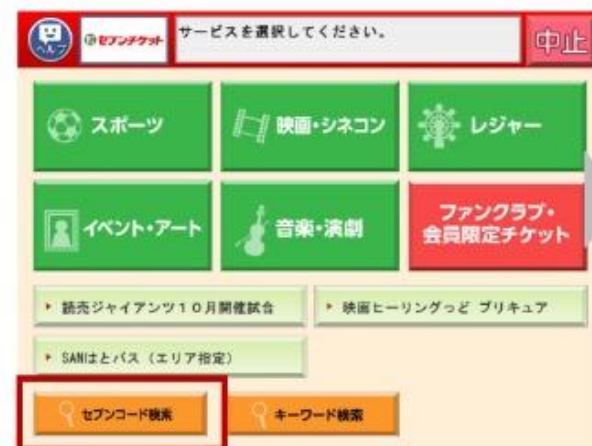 ヘルプ
セブンチケット
サービスを選択してください。
中止
スポーツ
映画・シネコン
レジャー
イベント・アート
音楽・演劇
ファンクラブ・
会員限定チケット
読売ジャイアンツ10月開催試合
映画ヒーリングっど プリキュア
SANIはとバス(エリア指定)
セブンコード検索
キーワード検索